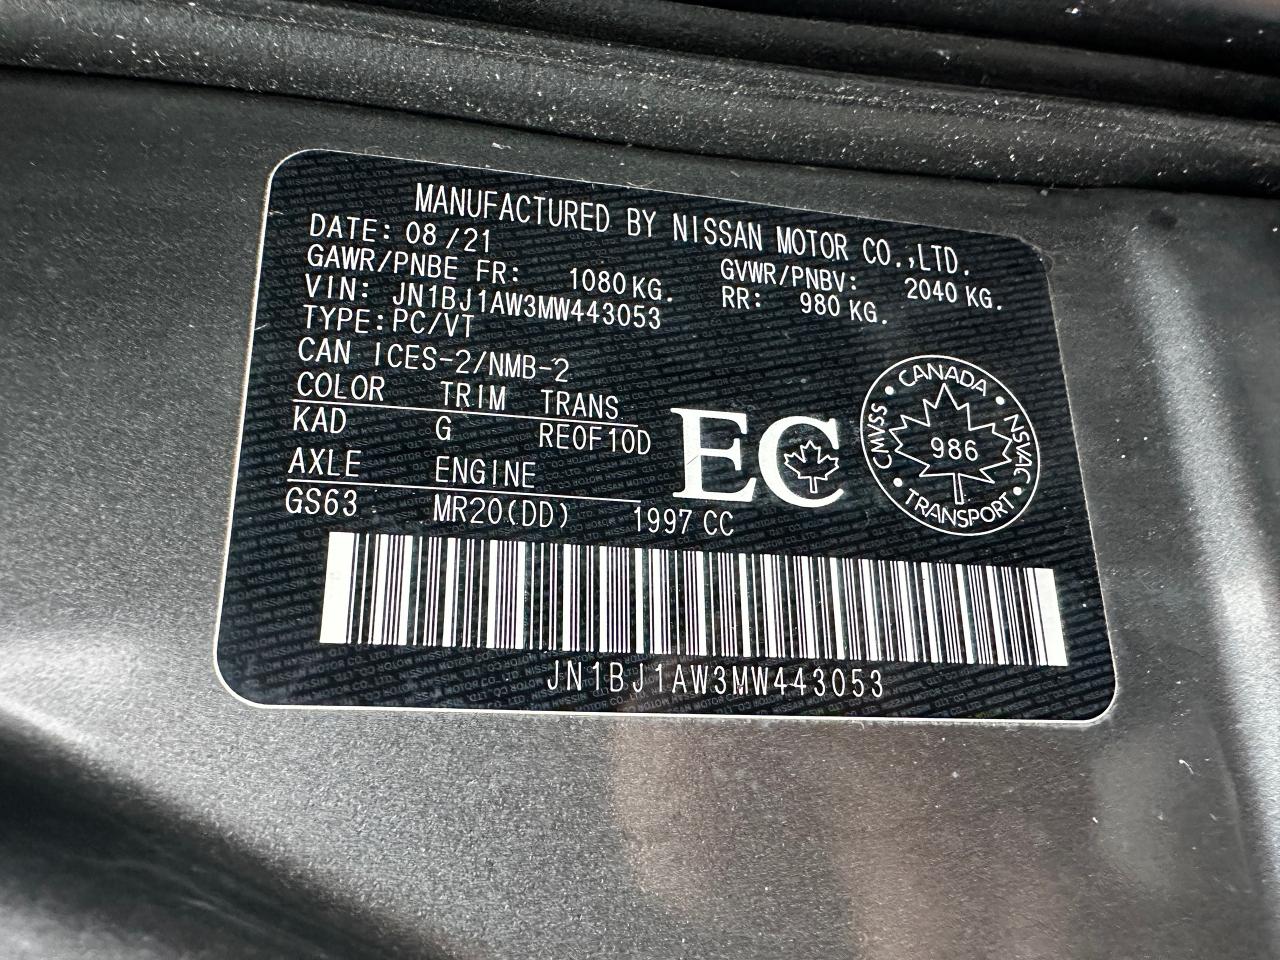 MANUFACTURED BY NISSAN MOTOR CO.,LTD.
DATE: 08/21
GAWR/PNBE FR: 1080 KG. GVWR/PNBV: 2040 KG.
VIN: JN1BJ1AW3MW443053 RR: 980 KG.
TYPE: PC/VT
CAN ICES-2/NMB-2
COLOR TRIM TRANS
KAD G RE0F10D
AXLE ENGINE
GS63 MR20(DD) 1997 CC
EC
CANADA
CMVSS 986 NSVAC
TRANSPORT
JN1BJ1AW3MW443053